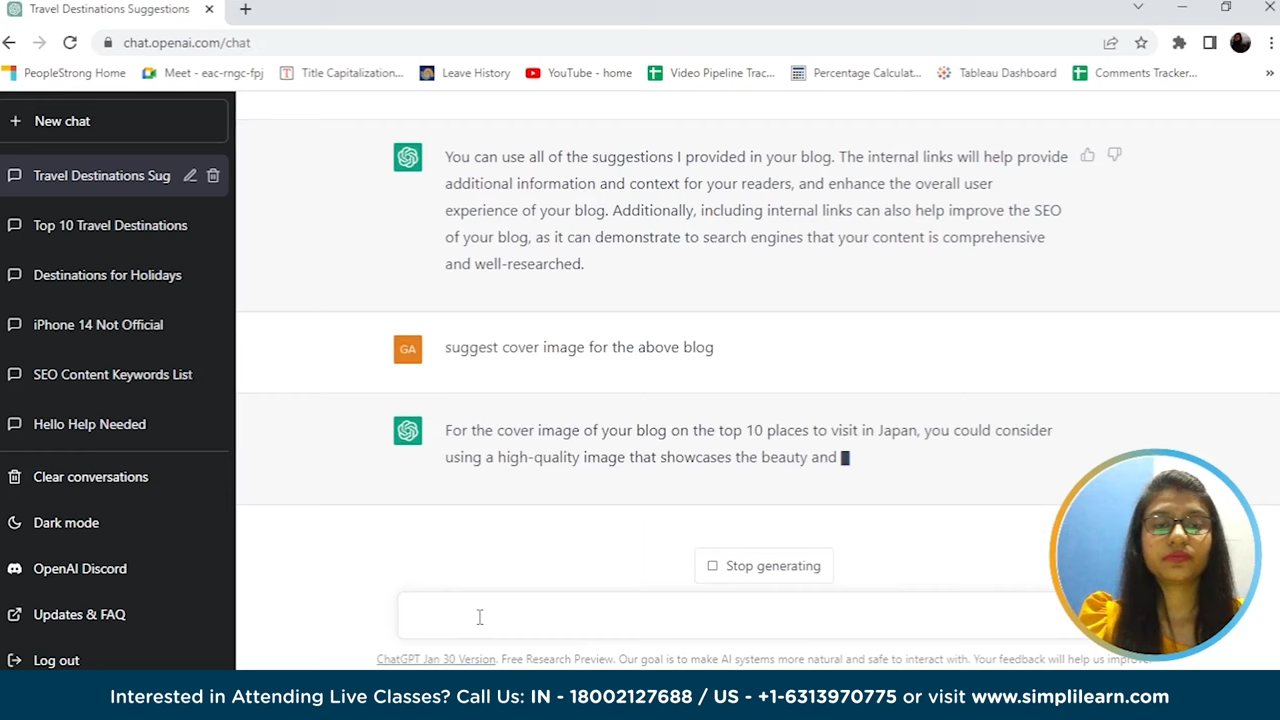 Travel Destinations Suggestions
chat.openai.com/chat
PeopleStrong Home
Meet - eac-rngc-fpj
Title Capitalization...
Leave History
YouTube - home
Video Pipeline Trac...
Percentage Calculat...
Tableau Dashboard
Comments Tracker...
New chat
Travel Destinations Sug
Top 10 Travel Destinations
Destinations for Holidays
iPhone 14 Not Official
SEO Content Keywords List
Hello Help Needed
Clear conversations
Dark mode
OpenAI Discord
Updates & FAQ
Log out
You can use all of the suggestions I provided in your blog. The internal links will help provide
additional information and context for your readers, and enhance the overall user
experience of your blog. Additionally, including internal links can also help improve the SEO
of your blog, as it can demonstrate to search engines that your content is comprehensive
and well-researched.
GA
suggest cover image for the above blog
For the cover image of your blog on the top 10 places to visit in Japan, you could consider
using a high-quality image that showcases the beauty and
Stop generating
ChatGPT Jan 30 Version. Free Research Preview. Our goal is to make AI systems more natural and safe to interact with. Your feedback will help us improve.
Interested in Attending Live Classes? Call Us: IN - 18002127688 / US - +1-6313970775 or visit www.simplilearn.com